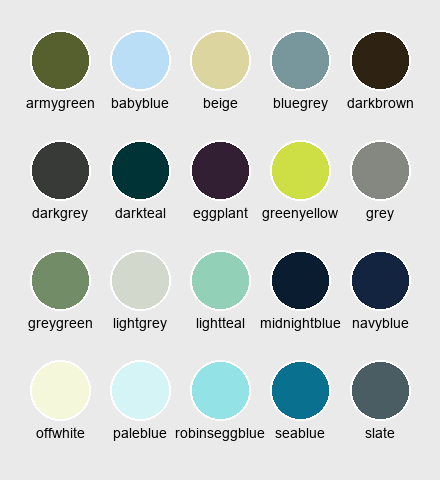 armygreen babyblue beige bluegrey darkbrown
darkgrey darkteal eggplant greenyellow grey
greygreen lightgrey lightteal midnightblue navyblue
offwhite paleblue robinseggblue seablue slate